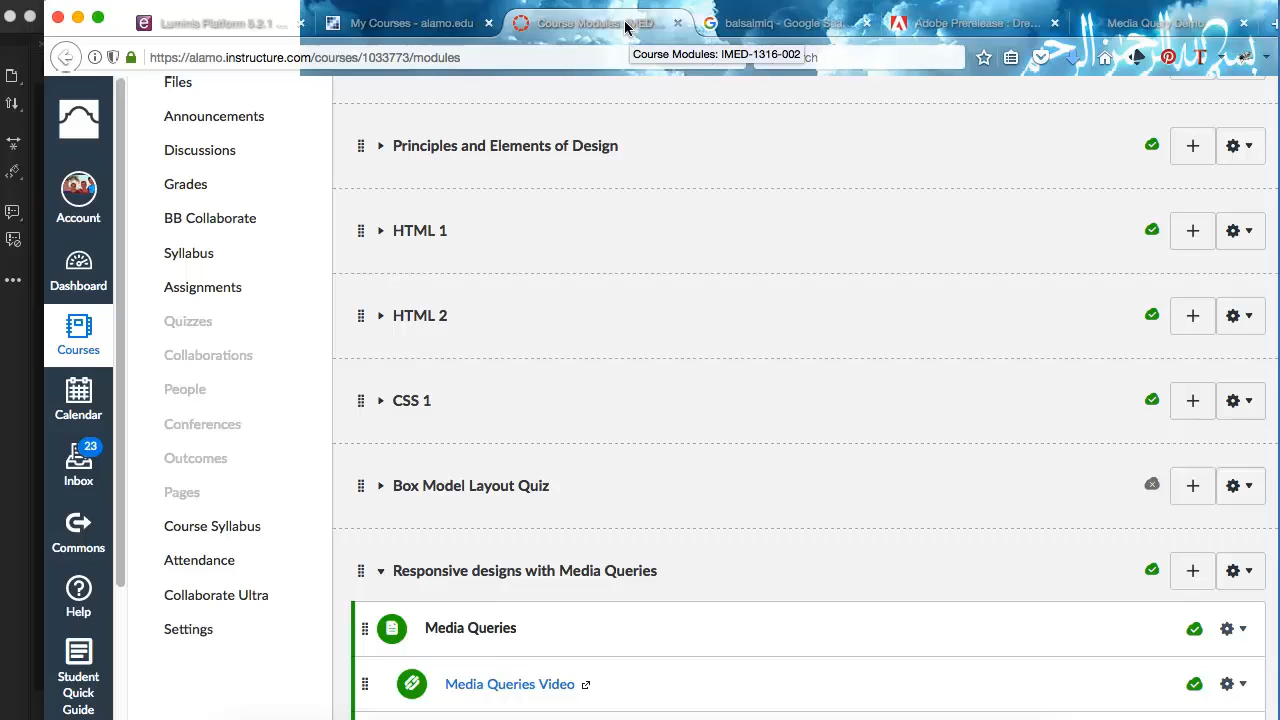 Luminis Platform 5.2.1
My Courses - alamo.edu
Course Modules: IMED
balsalmiq - Google
Adobe Prerelease : Dre...
Media Query Demo
https://alamo.instructure.com/courses/1033773/modules
Course Modules: IMED-1316-002
بسم الله الرحمن الرحيم
Files
Announcements
Discussions
Grades
BB Collaborate
Syllabus
Assignments
Quizzes
Collaborations
People
Conferences
Outcomes
Pages
Course Syllabus
Attendance
Collaborate Ultra
Settings
Account
Dashboard
Courses
Calendar
23
Inbox
Commons
Help
Student
Quick
Guide
Principles and Elements of Design
HTML 1
HTML 2
CSS 1
Box Model Layout Quiz
Responsive designs with Media Queries
Media Queries
Media Queries Video